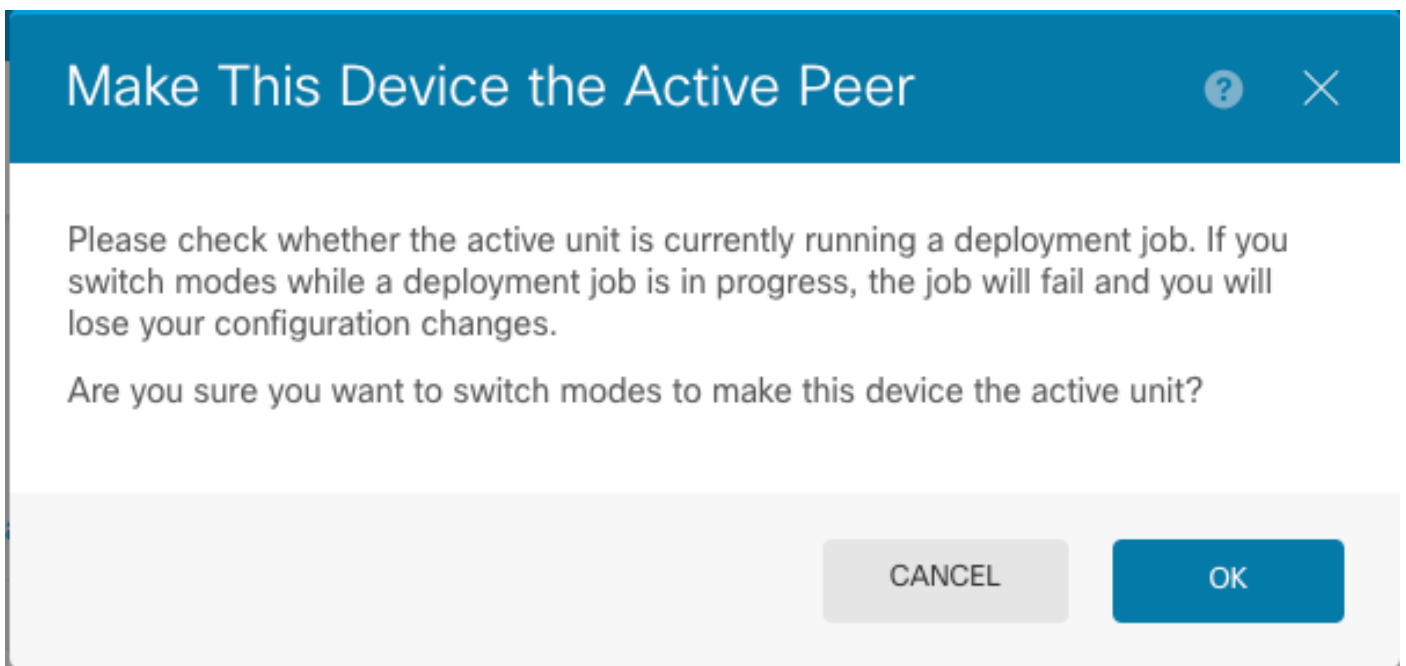 Make This Device the Active Peer
?
Please check whether the active unit is currently running a deployment job. If you
switch modes while a deployment job is in progress, the job will fail and you will
lose your configuration changes.
Are you sure you want to switch modes to make this device the active unit?
CANCEL
OK